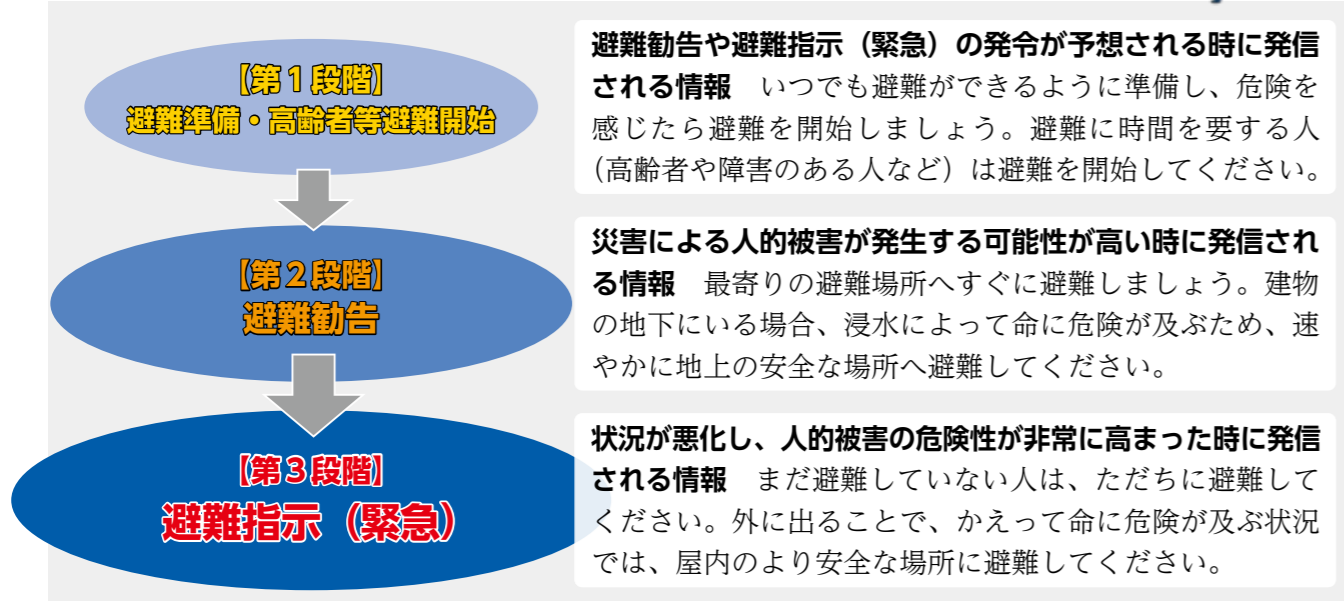 【第１段階】
避難準備・高齢者等避難開始
避難勧告や避難指示（緊急）の発令が予想される時に発信
される情報　いつでも避難ができるように準備し、危険を
感じたら避難を開始しましょう。避難に時間を要する人
（高齢者や障害のある人など）は避難を開始してください。
【第２段階】
避難勧告
災害による人的被害が発生する可能性が高い時に発信され
る情報　最寄りの避難場所へすぐに避難しましょう。建物
の地下にいる場合、浸水によって命に危険が及ぶため、速
やかに地上の安全な場所へ避難してください。
【第３段階】
避難指示（緊急）
状況が悪化し、人的被害の危険性が非常に高まった時に発信
される情報　まだ避難していない人は、ただちに避難して
ください。外に出ることで、かえって命に危険が及ぶ状況
では、屋内のより安全な場所に避難してください。